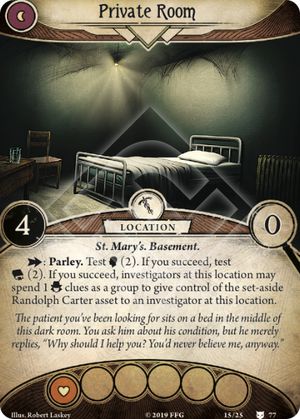 Private Room
4
LOCATION
0
St. Mary's. Basement.
: Parley. Test (2). If you succeed, test
(2). If you succeed, investigators at this location may
spend 1 clues as a group to give control of the set-aside
Randolph Carter asset to an investigator at this location.
The patient you've been looking for sits on a bed in the middle of
this dark room. You ask him about his condition, but he merely
replies, "Why should I help you? You'd never believe me, anyway."
Illus. Robert Laskey
© 2019 FFG
15/25
77